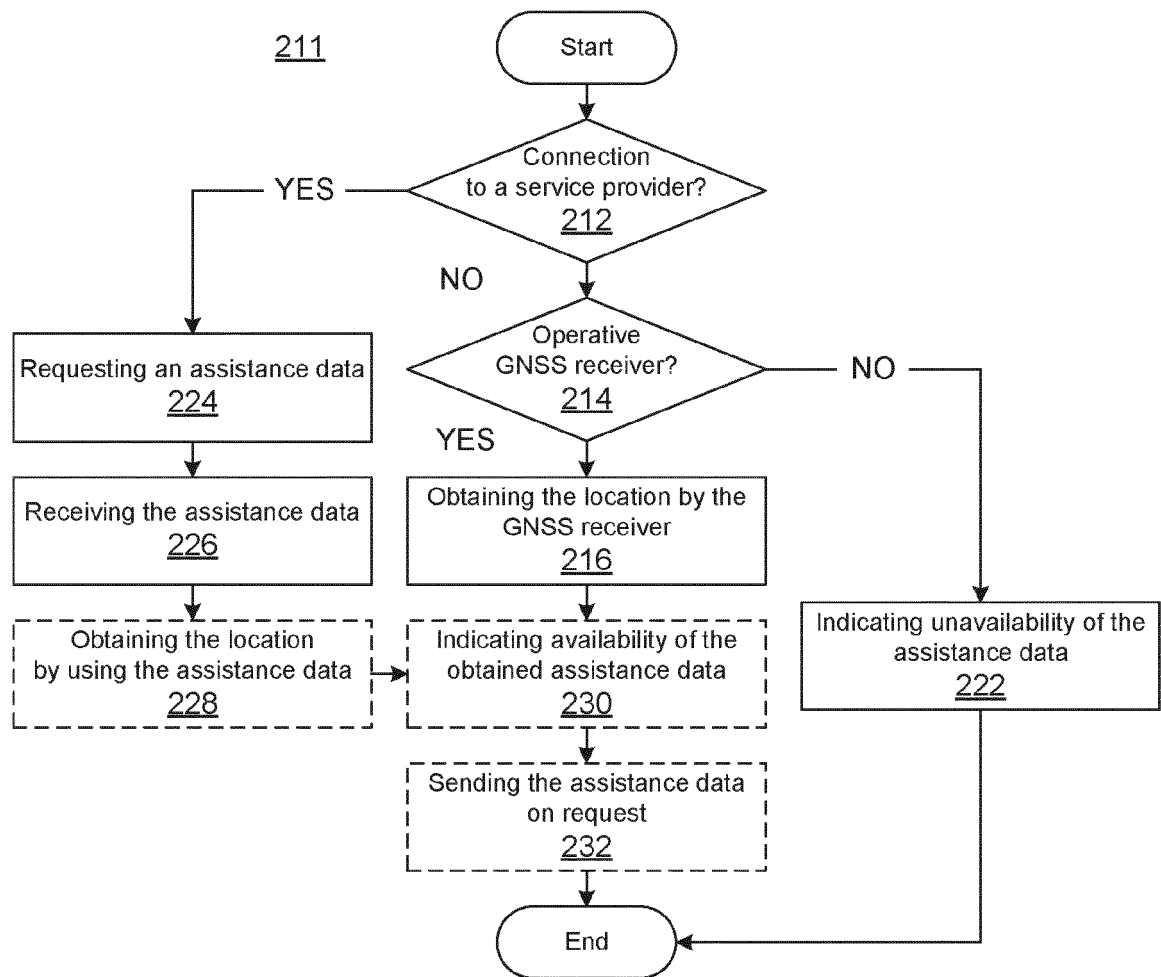 211
Start
Connection
to a service provider?
212
YES
NO
Operative
GNSS receiver?
214
NO
YES
Requesting an assistance data
224
Receiving the assistance data
226
Obtaining the location by the
GNSS receiver
216
Obtaining the location
by using the assistance data
228
Indicating availability of the
obtained assistance data
230
Indicating unavailability of the
assistance data
222
Sending the assistance data
on request
232
End